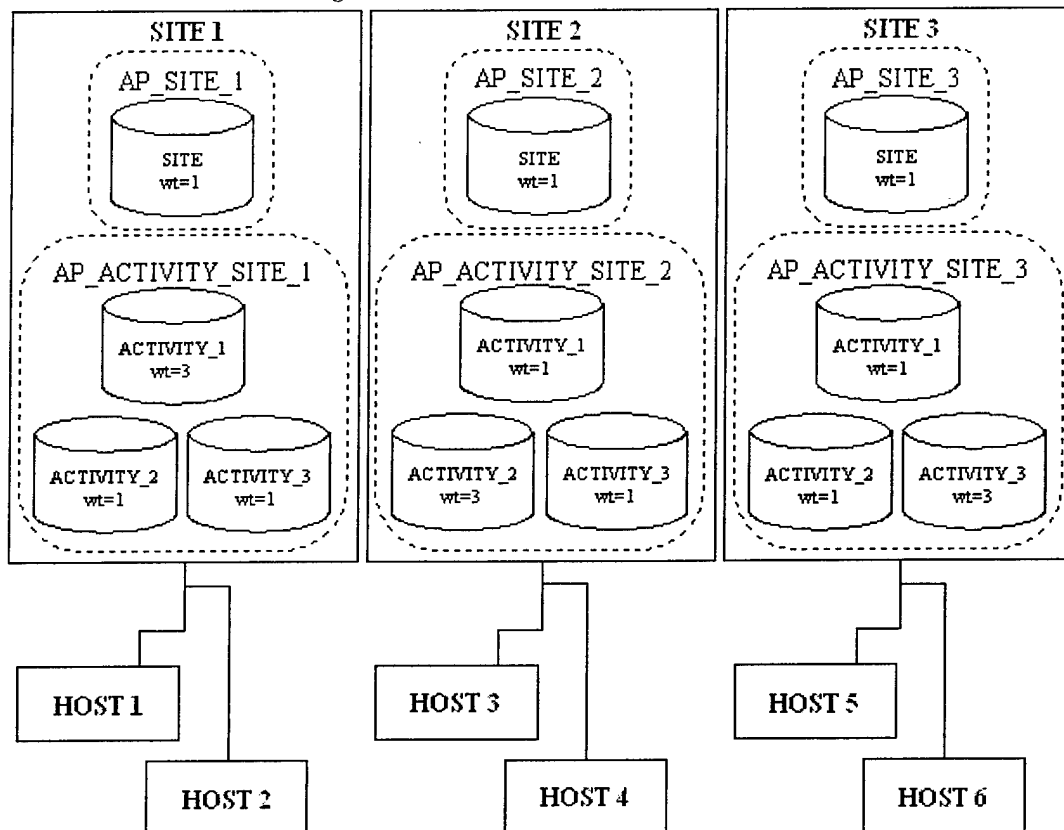 SITE 1
AP_SITE_1
SITE
wt=1
AP_ACTIVITY_SITE_1
ACTIVITY_1
wt=3
ACTIVITY_2
wt=1
ACTIVITY_3
wt=1
HOST 1
HOST 2
SITE 2
AP_SITE_2
SITE
wt=1
AP_ACTIVITY_SITE_2
ACTIVITY_1
wt=1
ACTIVITY_2
wt=3
ACTIVITY_3
wt=1
HOST 3
HOST 4
SITE 3
AP_SITE_3
SITE
wt=1
AP_ACTIVITY_SITE_3
ACTIVITY_1
wt=1
ACTIVITY_2
wt=1
ACTIVITY_3
wt=3
HOST 5
HOST 6